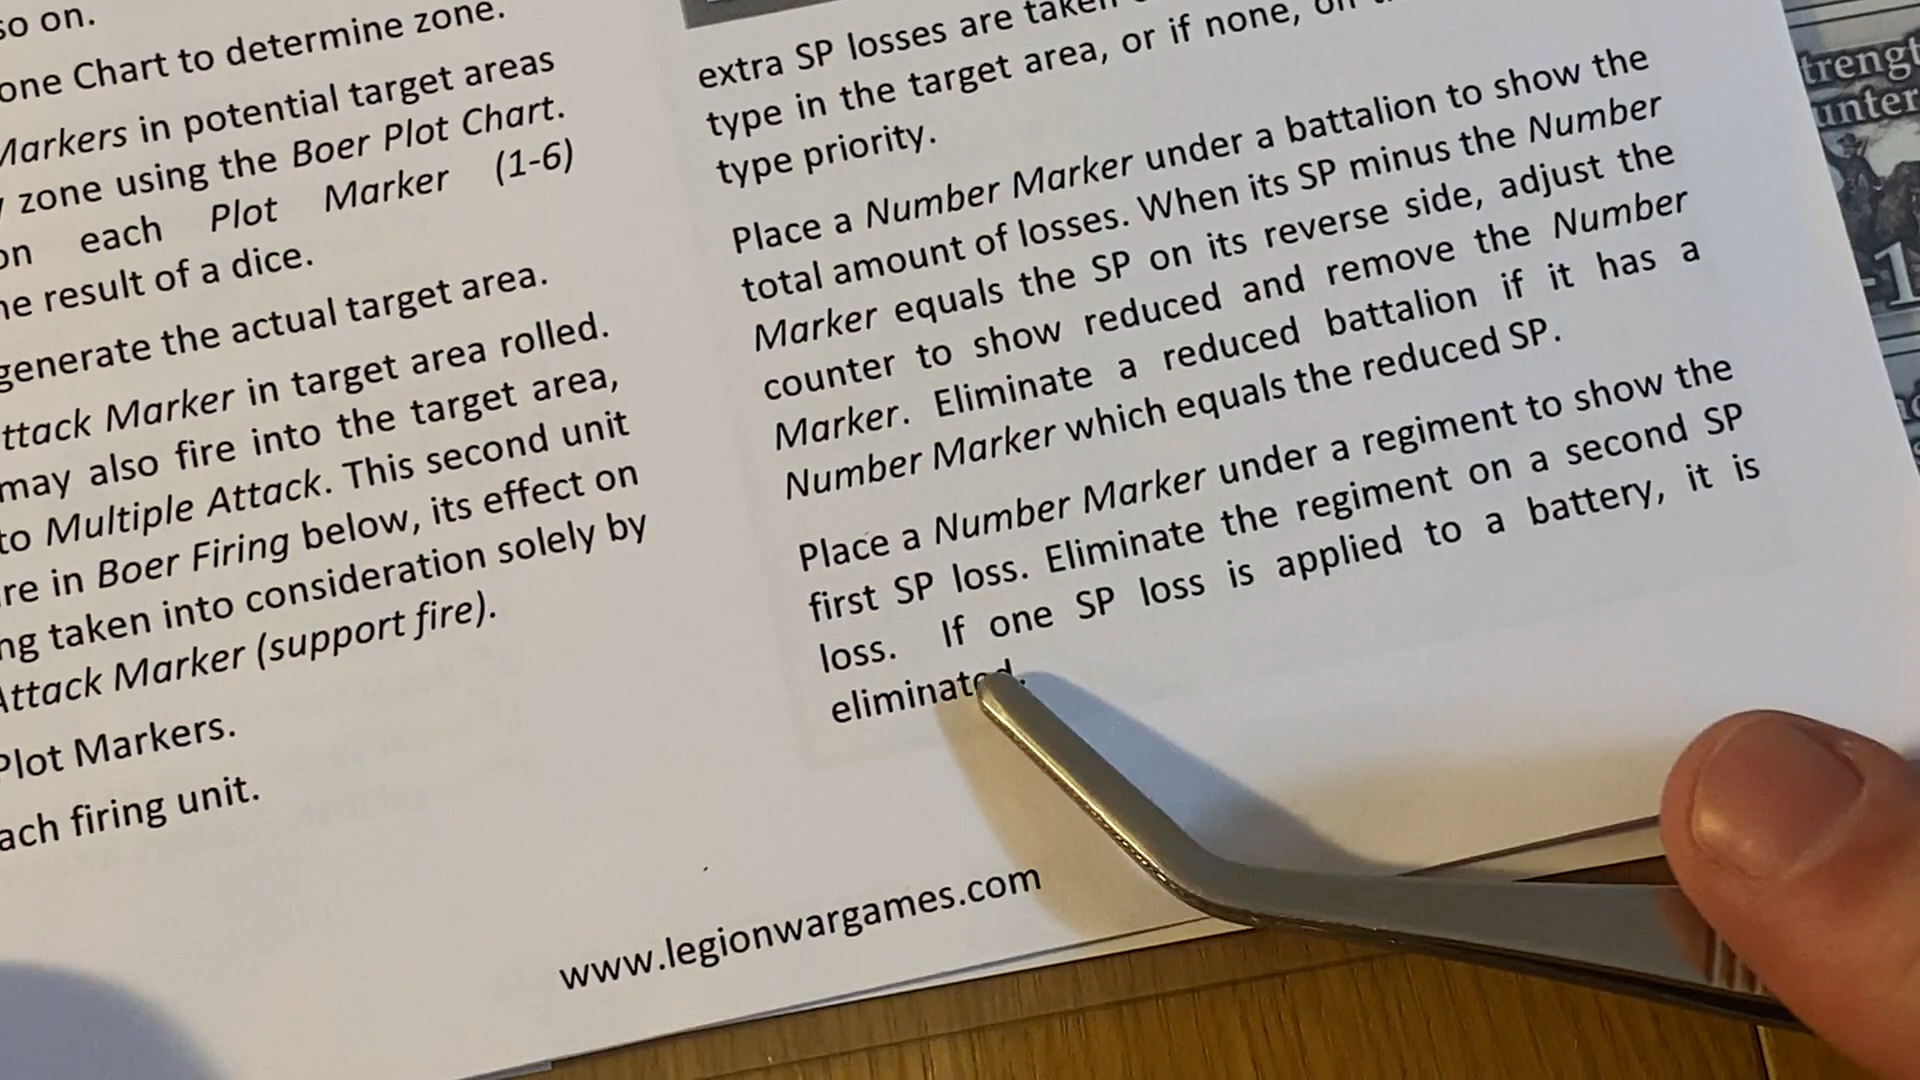 so on.
one Chart to determine zone.
Markers in potential target areas
zone using the Boer Plot Chart.
on each Plot Marker (1-6)
he result of a dice.
generate the actual target area.
ttack Marker in target area rolled.
may also fire into the target area,
to Multiple Attack. This second unit
re in Boer Firing below, its effect on
ng taken into consideration solely by
Attack Marker (support fire).
Plot Markers.
ach firing unit.
extra SP losses are taken
type in the target area, or if none, on
type priority.
Place a Number Marker under a battalion to show the
total amount of losses. When its SP minus the Number
Marker equals the SP on its reverse side, adjust the
counter to show reduced and remove the Number
Marker. Eliminate a reduced battalion if it has a
Number Marker which equals the reduced SP.
Place a Number Marker under a regiment to show the
first SP loss. Eliminate the regiment on a second SP
loss. If one SP loss is applied to a battery, it is
eliminated.
www.legionwargames.com
trengt
unter
-1